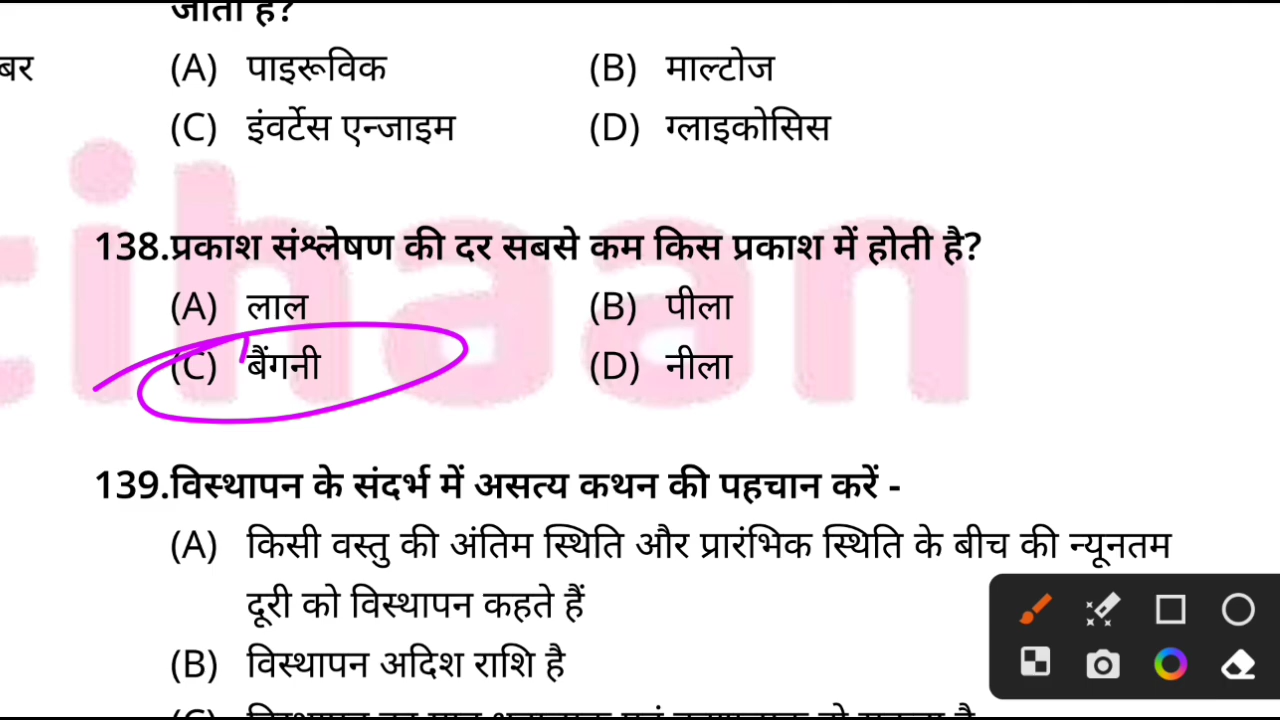 जाता है?
बर
(A) पाइरूविक (B) माल्टोज
(C) इंवर्टेस एन्जाइम (D) ग्लाइकोसिस
138.प्रकाश संश्लेषण की दर सबसे कम किस प्रकाश में होती है?
(A) लाल (B) पीला
(C) बैंगनी (D) नीला
139.विस्थापन के संदर्भ में असत्य कथन की पहचान करें -
(A) किसी वस्तु की अंतिम स्थिति और प्रारंभिक स्थिति के बीच की न्यूनतम
दूरी को विस्थापन कहते हैं
(B) विस्थापन अदिश राशि है
cihaan